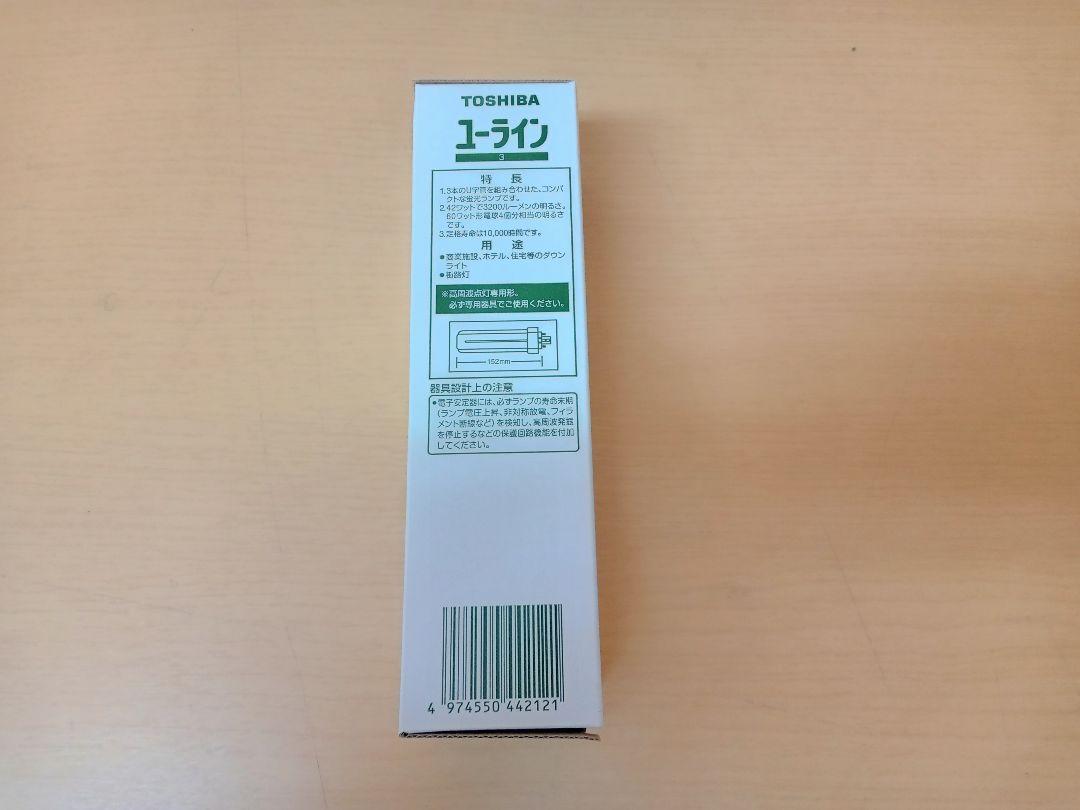 TOSHIBA
ユーライン
3
特 長
1.3本のU字管を組み合わせた、コンパ
クトな蛍光ランプです。
2.42ワットで3200ルーメンの明るさ。
60ワット形電球4個分相当の明るさ
です。
3.定格寿命は10,000時間です。
用 途
●商業施設、ホテル、住宅等のダウン
ライト
●街路灯
※高周波点灯専用形。
必ず専用器具でご使用ください。
152mm
器具設計上の注意
●電子安定器には、必ずランプの寿命末期
(ランプ電圧上昇、非対称放電、フィラ
メント断線など)を検知し、高周波発振
を停止するなどの保護回路機能を付加
してください。
4 974550 442121